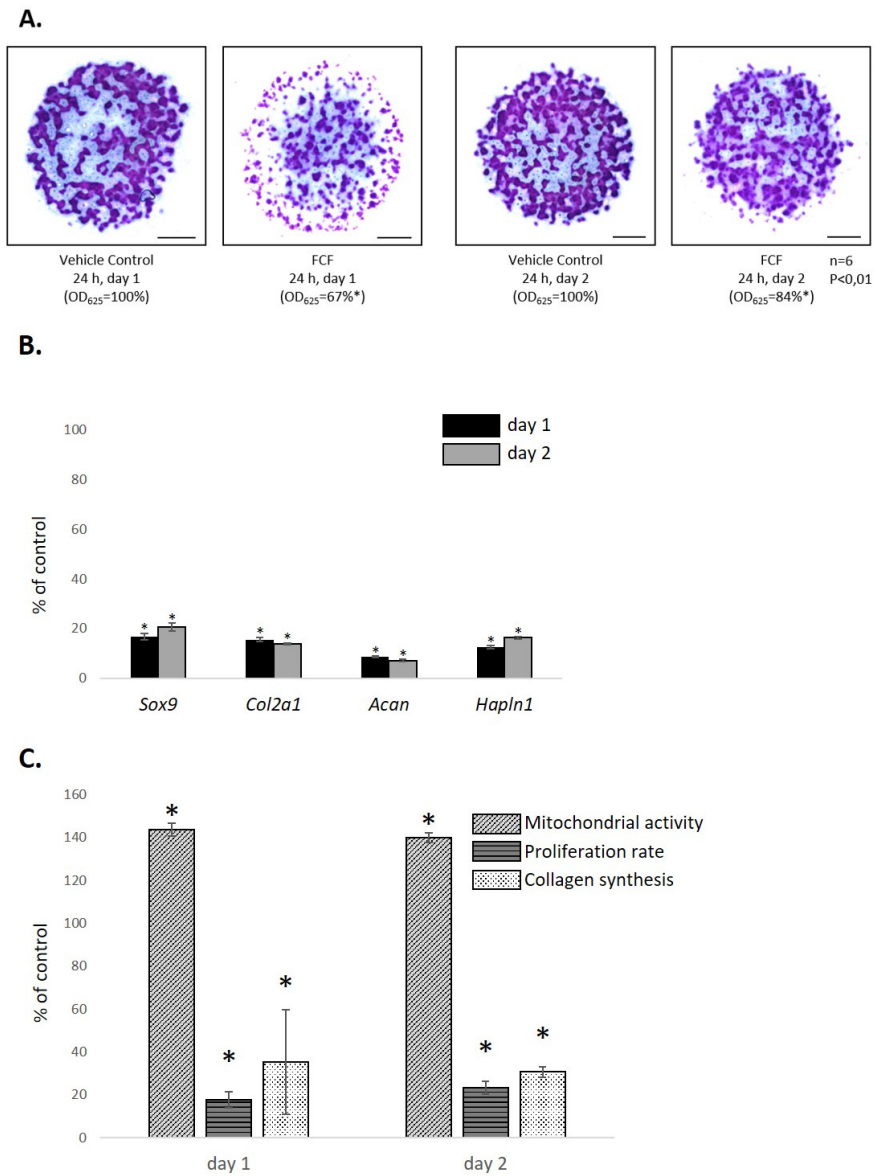 A.
Vehicle Control
24 h, day 1
(OD₆₂₅=100%)
FCF
24 h, day 1
(OD₆₂₅=67%*)
Vehicle Control
24 h, day 2
(OD₆₂₅=100%)
FCF
24 h, day 2
(OD₆₂₅=84%*)
n=6
P<0,01
B.
day 1
day 2
% of control
100
80
60
40
20
0
* * * * * * * *
Sox9 Col2a1 Acan Hapln1
C.
Mitochondrial activity
Proliferation rate
Collagen synthesis
% of control
160
140
120
100
80
60
40
20
0
* * * * * *
day 1 day 2